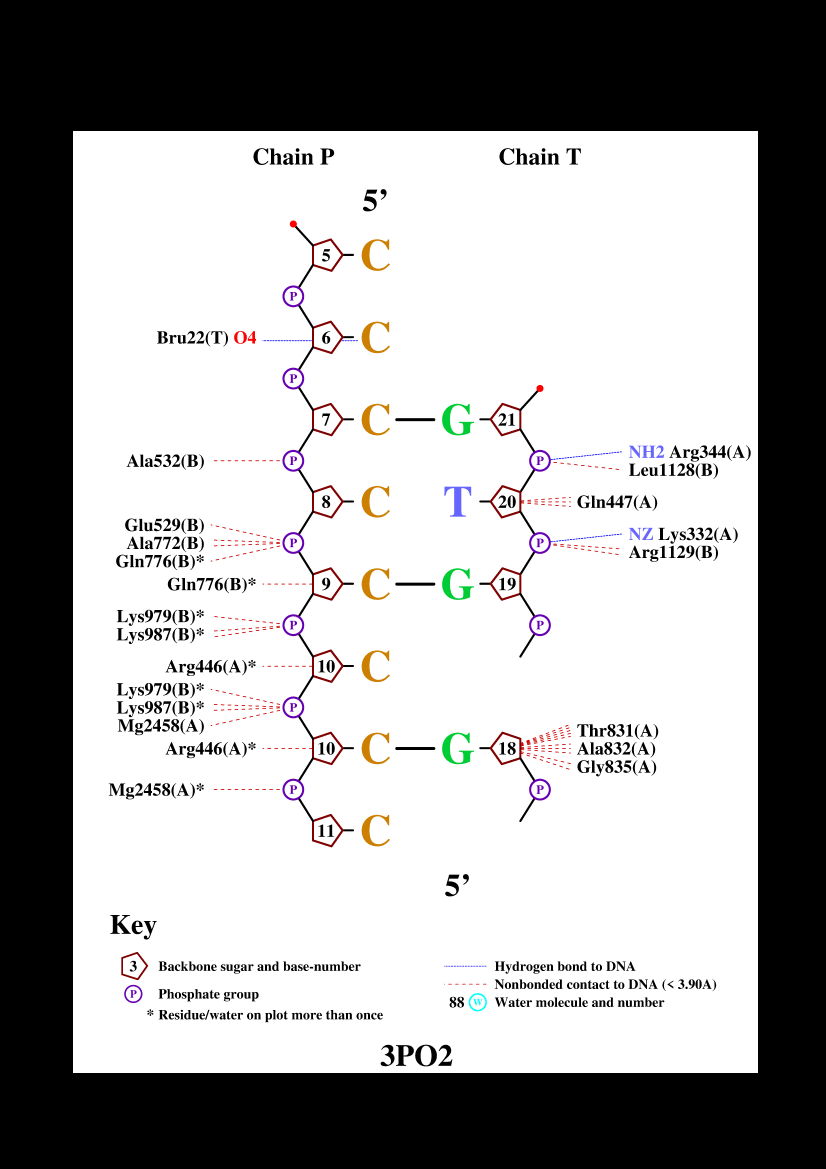 Chain P Chain T
5’
5 C
P
Bru22(T) O4 6 C
P
7 C G 21
Ala532(B) P P NH2 Arg344(A)
Leu1128(B)
8 C T 20 Gln447(A)
Glu529(B)
Ala772(B) P P NZ Lys332(A)
Gln776(B)* Arg1129(B)
Gln776(B)* 9 C G 19
Lys979(B)*
Lys987(B)* P P
Arg446(A)* 10 C
Lys979(B)*
Lys987(B)* P
Mg2458(A)
Arg446(A)* 10 C G 18 Thr831(A)
Ala832(A)
Gly835(A)
Mg2458(A)* P P
11 C
5’
Key
3 Backbone sugar and base-number
P Phosphate group
* Residue/water on plot more than once
Hydrogen bond to DNA
Nonbonded contact to DNA (< 3.90A)
88 W Water molecule and number
3PO2